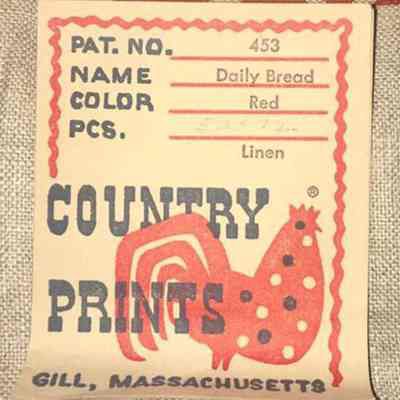 PAT. NO. 453
NAME Daily Bread
COLOR Red
PCS.
Linen
COUNTRY ®
PRINTS
GILL, MASSACHUSETTS